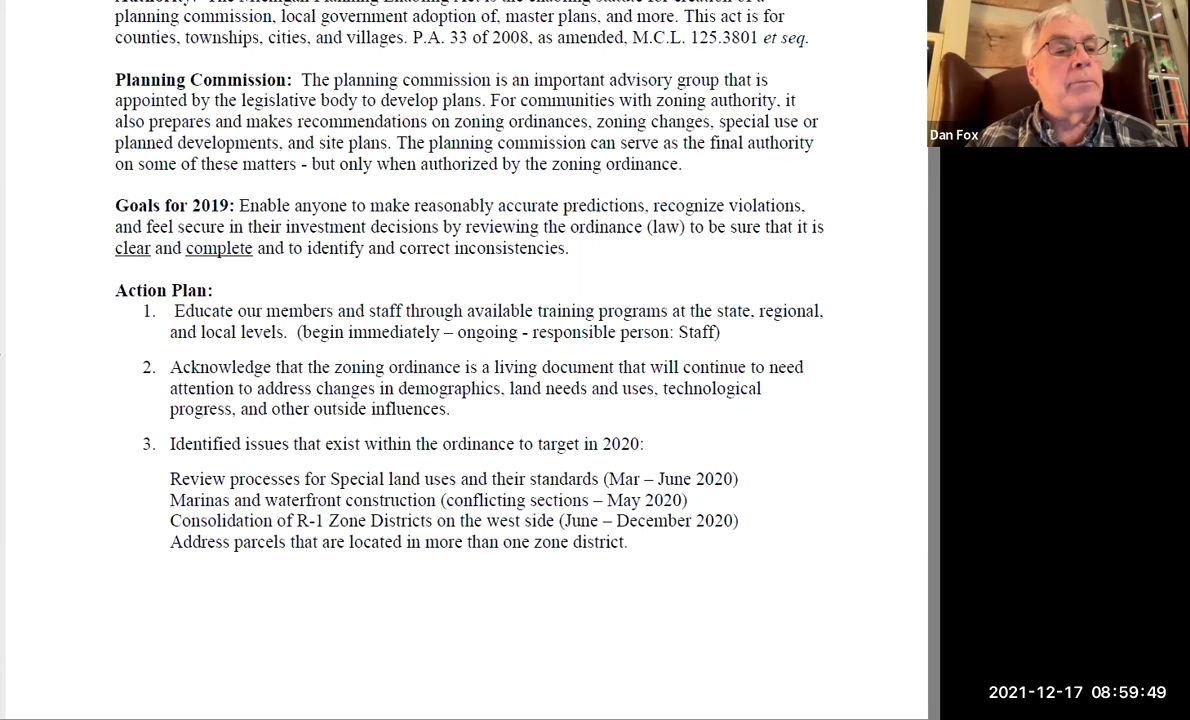 planning commission, local government adoption of, master plans, and more. This act is for
counties, townships, cities, and villages. P.A. 33 of 2008, as amended, M.C.L. 125.3801 et seq.
Planning Commission: The planning commission is an important advisory group that is
appointed by the legislative body to develop plans. For communities with zoning authority, it
also prepares and makes recommendations on zoning ordinances, zoning changes, special use or
planned developments, and site plans. The planning commission can serve as the final authority
on some of these matters - but only when authorized by the zoning ordinance.
Goals for 2019: Enable anyone to make reasonably accurate predictions, recognize violations,
and feel secure in their investment decisions by reviewing the ordinance (law) to be sure that it is
clear and complete and to identify and correct inconsistencies.
Action Plan:
1. Educate our members and staff through available training programs at the state, regional,
and local levels. (begin immediately – ongoing - responsible person: Staff)
2. Acknowledge that the zoning ordinance is a living document that will continue to need
attention to address changes in demographics, land needs and uses, technological
progress, and other outside influences.
3. Identified issues that exist within the ordinance to target in 2020:
Review processes for Special land uses and their standards (Mar – June 2020)
Marinas and waterfront construction (conflicting sections – May 2020)
Consolidation of R-1 Zone Districts on the west side (June – December 2020)
Address parcels that are located in more than one zone district.
Dan Fox
2021-12-17 08:59:49